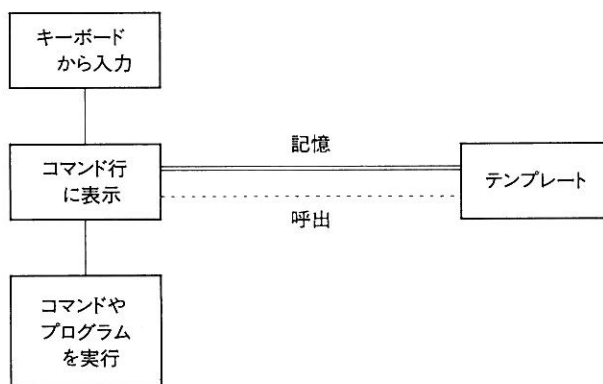 キーボード
から入力
記憶
コマンド行
に表示
テンプレート
呼出
コマンドや
プログラム
を実行